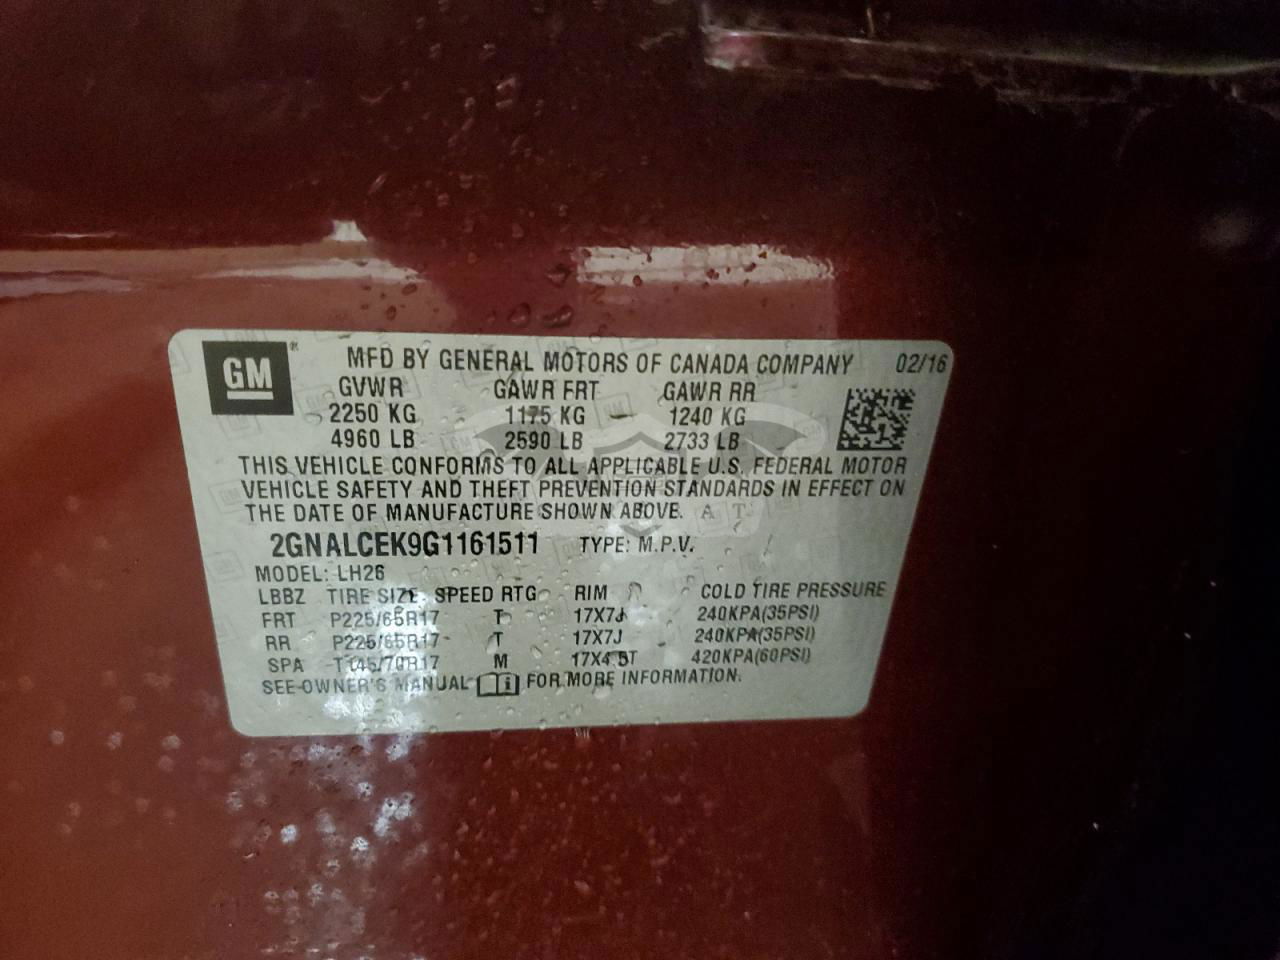 GM®
MFD BY GENERAL MOTORS OF CANADA COMPANY 02/16
GVWR GAWR FRT GAWR RR
2250 KG 1175 KG 1240 KG
4960 LB 2590 LB 2733 LB
THIS VEHICLE CONFORMS TO ALL APPLICABLE U.S. FEDERAL MOTOR
VEHICLE SAFETY AND THEFT PREVENTION STANDARDS IN EFFECT ON
THE DATE OF MANUFACTURE SHOWN ABOVE.
2GNALCEK9G1161511 TYPE: M.P.V.
MODEL: LH26
LBBZ TIRE SIZE SPEED RTG RIM COLD TIRE PRESSURE
FRT P225/65R17 T 17X7J 240KPA(35PSI)
RR P225/65R17 T 17X7J 240KPA(35PSI)
SPA T145/70R17 M 17X4.5T 420KPA(60PSI)
SEE OWNER'S MANUAL FOR MORE INFORMATION.